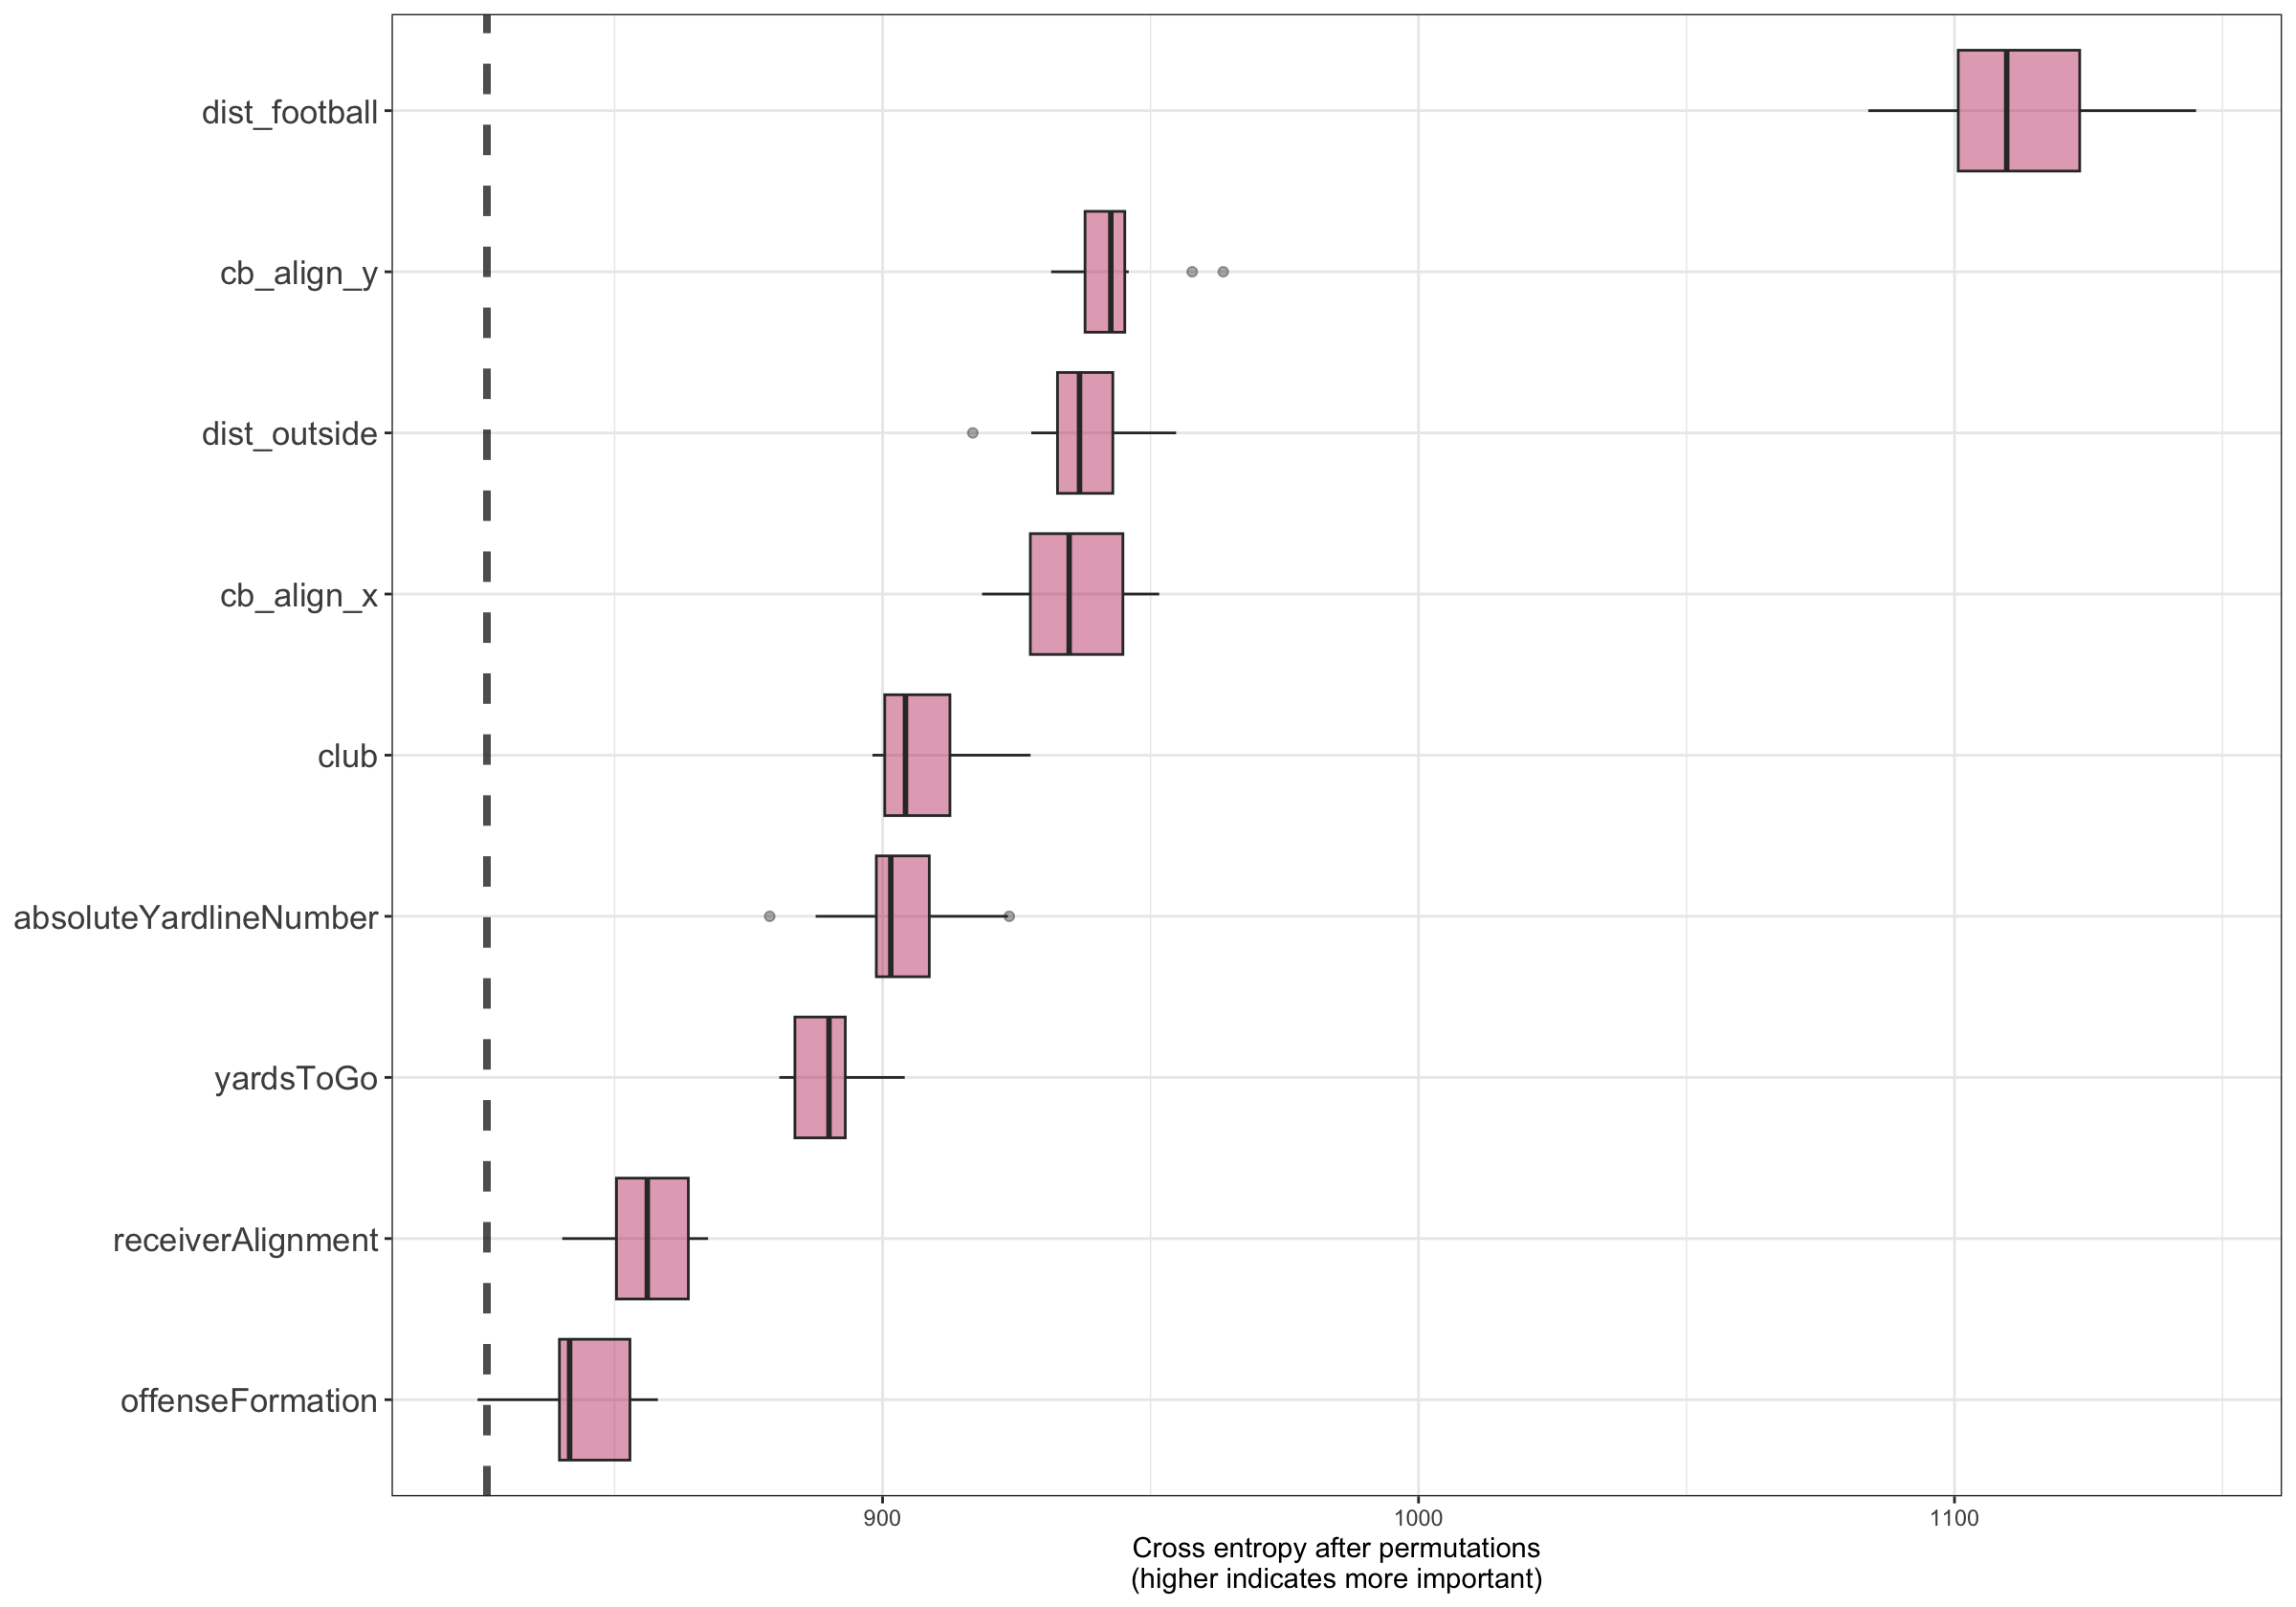 dist_football
cb_align_y
dist_outside
cb_align_x
club
absoluteYardlineNumber
yardsToGo
receiverAlignment
offenseFormation
900 1000 1100
Cross entropy after permutations
(higher indicates more important)